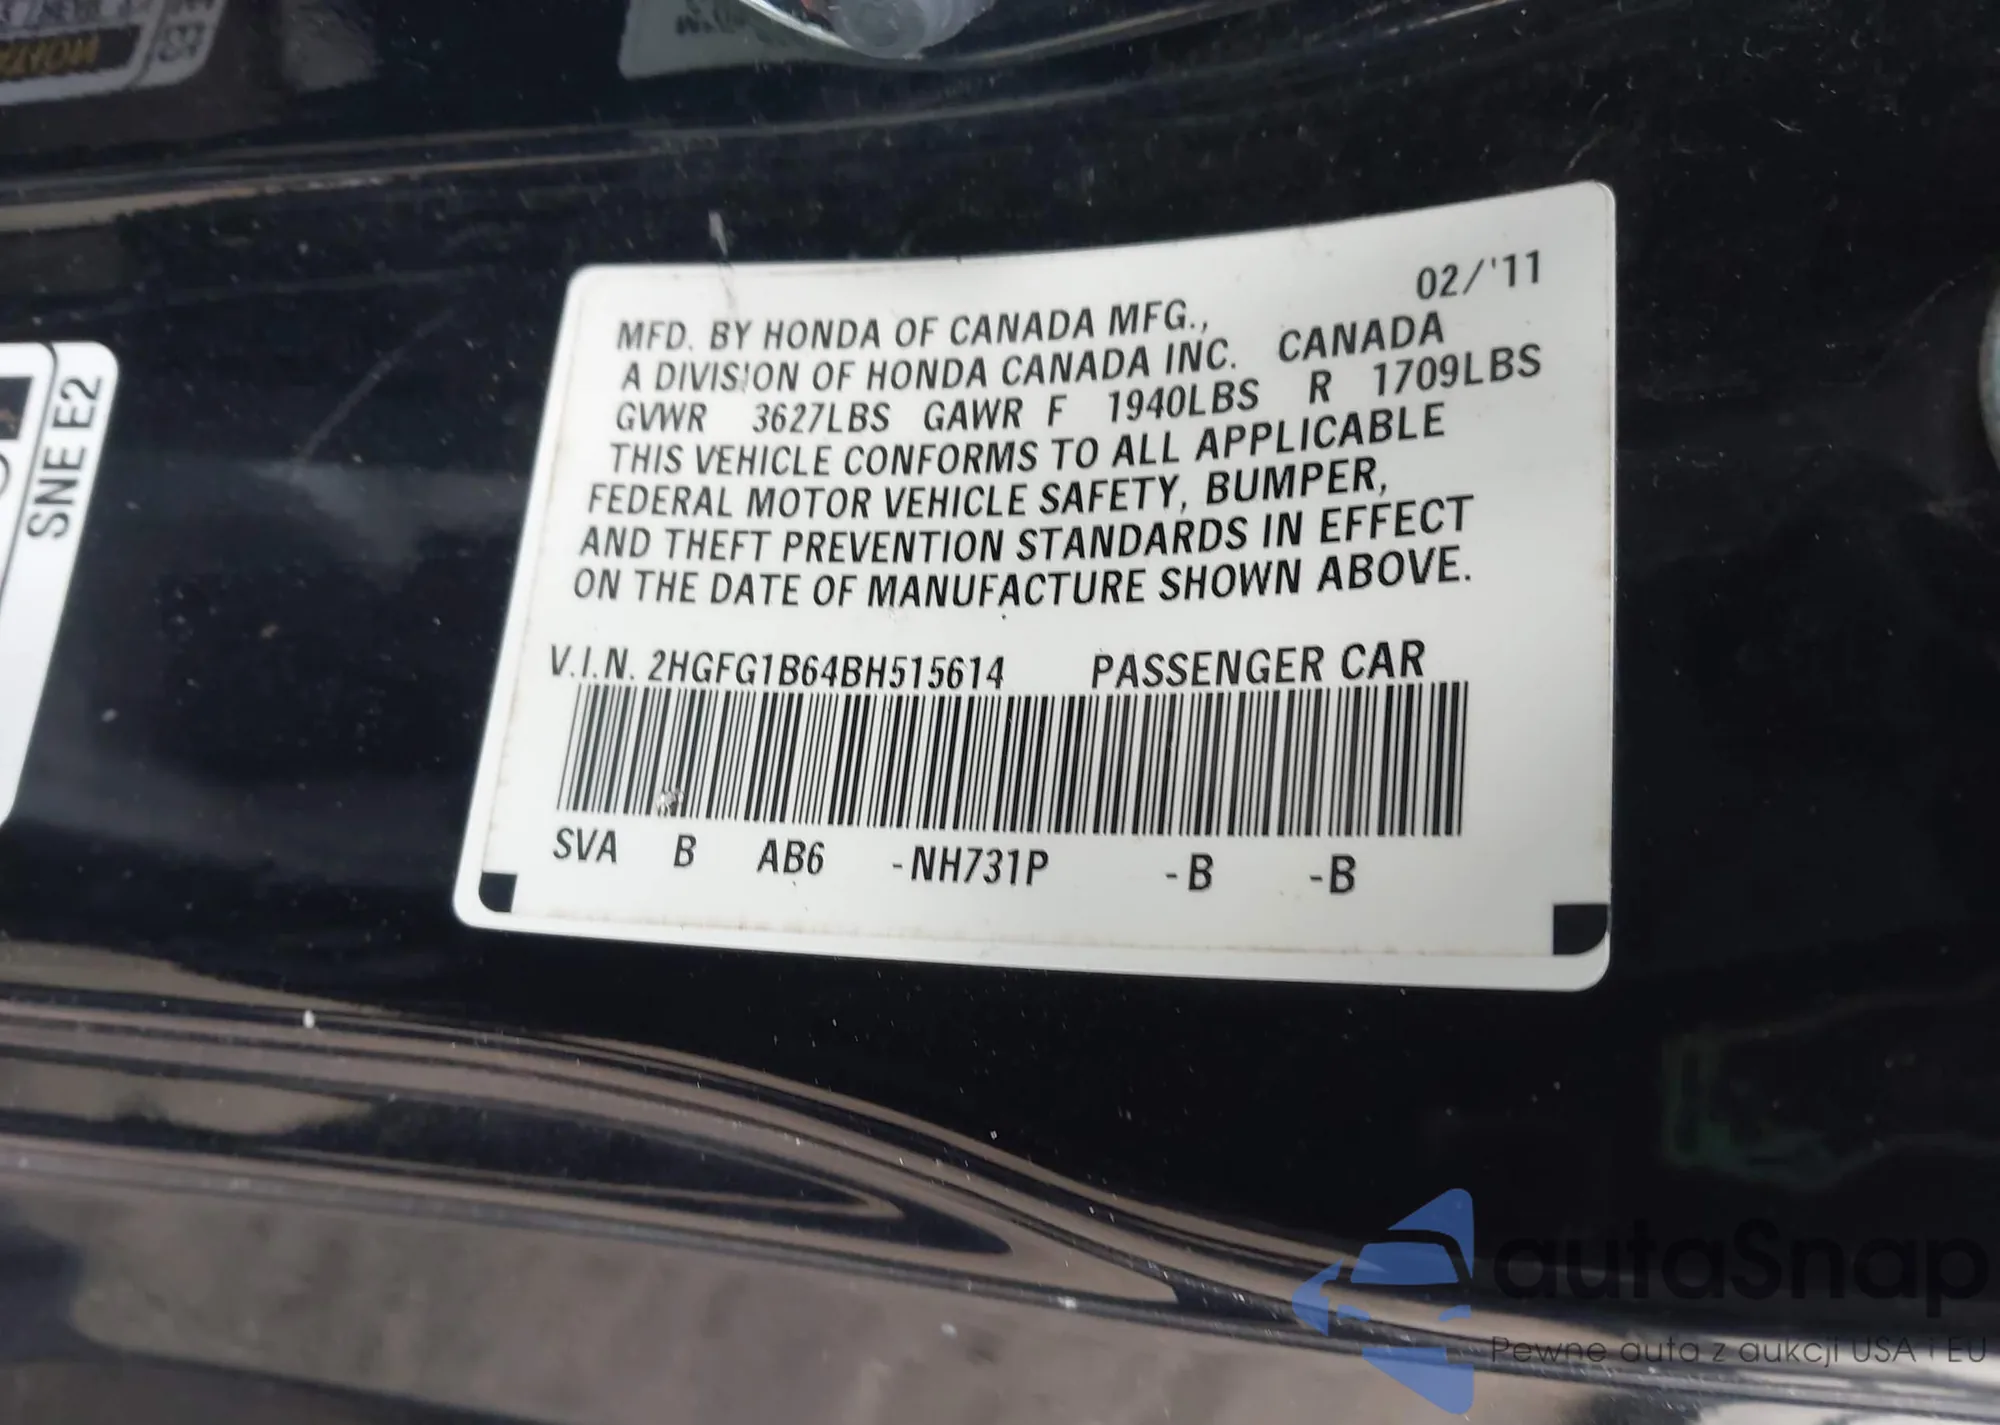 02/'11
MFD. BY HONDA OF CANADA MFG.,
A DIVISION OF HONDA CANADA INC. CANADA
GVWR 3627LBS GAWR F 1940LBS R 1709LBS
THIS VEHICLE CONFORMS TO ALL APPLICABLE
FEDERAL MOTOR VEHICLE SAFETY, BUMPER,
AND THEFT PREVENTION STANDARDS IN EFFECT
ON THE DATE OF MANUFACTURE SHOWN ABOVE.
V.I.N. 2HGFG1B64BH515614 PASSENGER CAR
SVA B AB6 -NH731P -B -B
SNE E2
autaSnap
Pewne auta z aukcji USA i EU